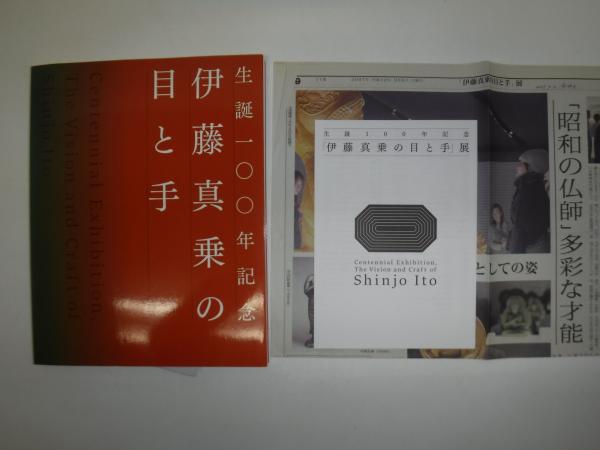 生誕一〇〇年記念
伊藤真乗の
目と手
Centennial Exhibition,
The Vision and Craft of
Shinjo Ito
「伊藤真乗の目と手」展
生誕100年記念
「伊藤真乗の目と手」展
Centennial Exhibition,
The Vision and Craft of
Shinjo Ito
「昭和の仏師」多彩な才能
としての姿